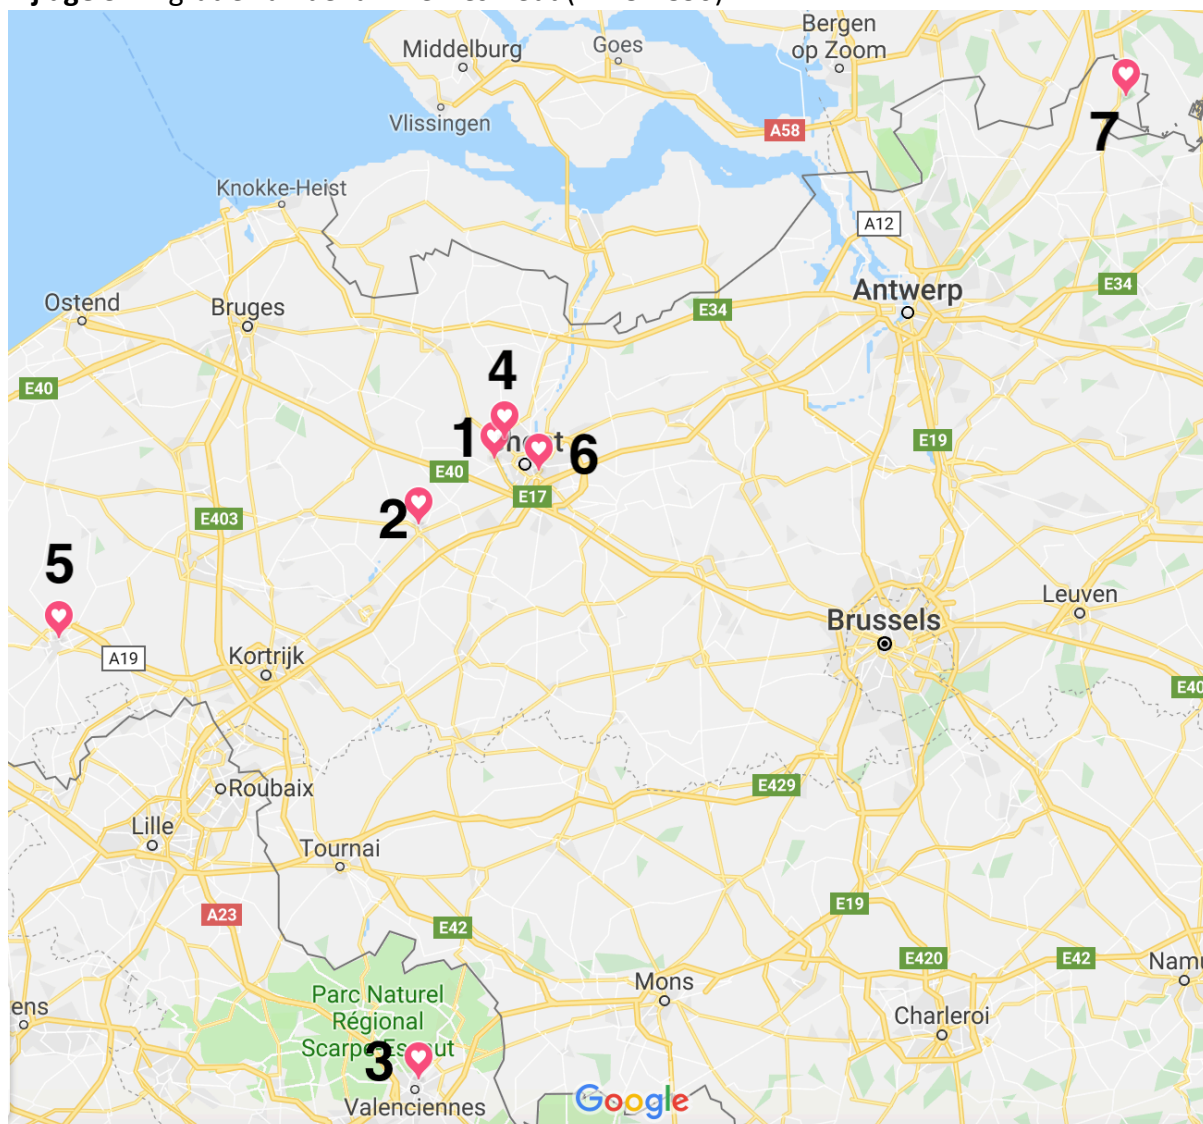 Middelburg
Goes
Bergen
op Zoom
Vlissingen
A58
7
Knokke-Heist
A12
Ostend
Bruges
Antwerp
E34
E34
E40
4
1
6
E40
E19
E17
2
E403
5
Leuven
Brussels
A19
Kortrijk
E40
Roubaix
E429
Lille
Tournai
E19
A23
E42
E420
E42
Mons
Parc Naturel
Régional
Charleroi
3
Valenciennes
Google